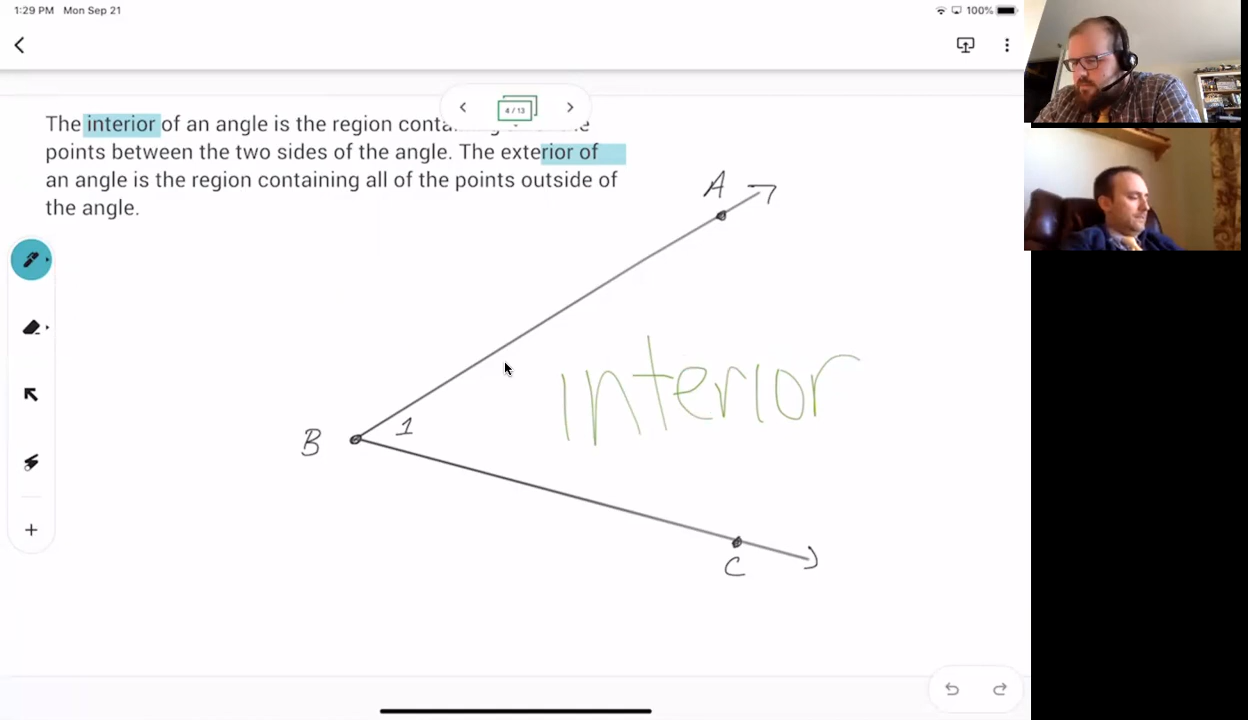 1:29 PM Mon Sep 21
100%
4 / 13
The interior of an angle is the region
points between the two sides of the angle. The exterior of
an angle is the region containing all of the points outside of
the angle.
A
interior
1
B
C